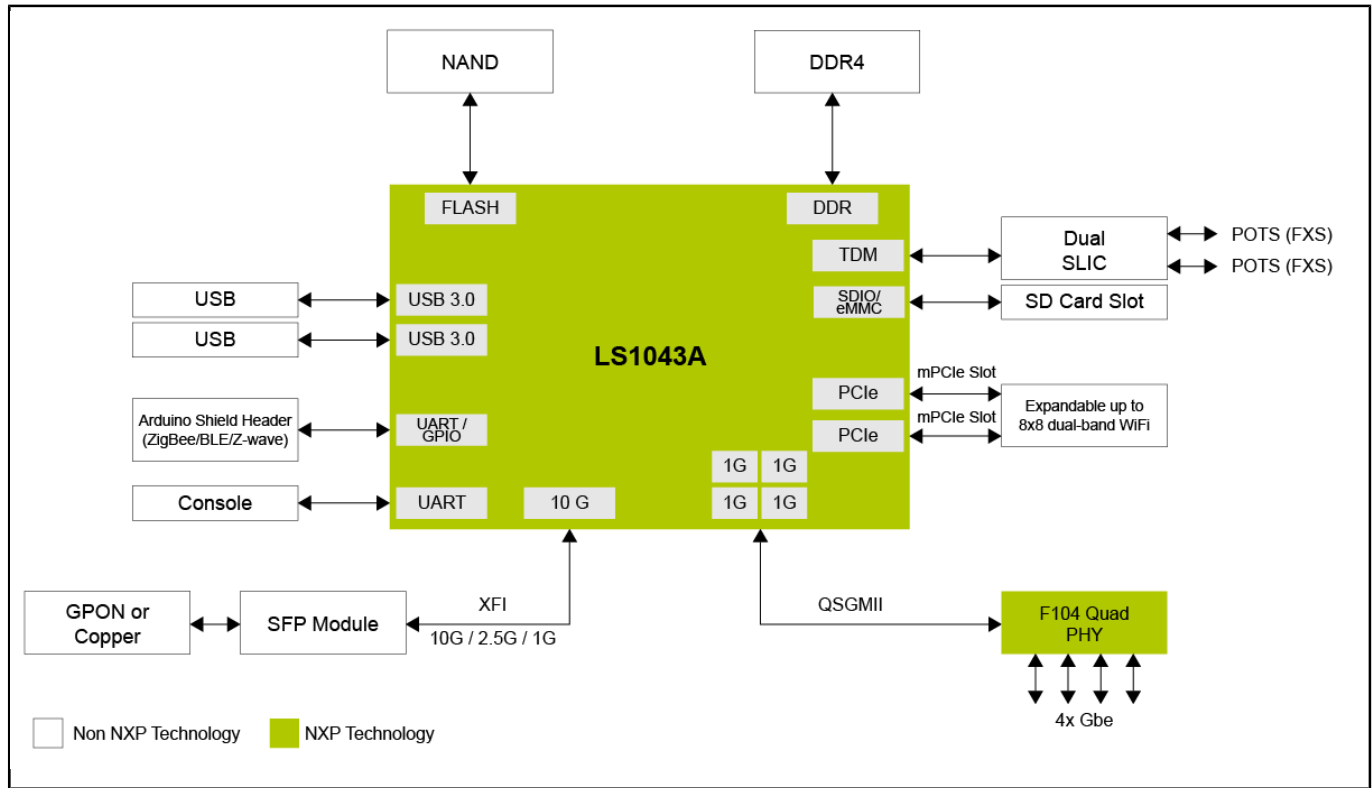 NAND
DDR4
FLASH
DDR
TDM
Dual
SLIC
POTS (FXS)
POTS (FXS)
USB
USB 3.0
SDIO/
eMMC
SD Card Slot
USB
USB 3.0
LS1043A
mPCIe Slot
PCIe
mPCIe Slot
PCIe
Expandable up to
8x8 dual-band WiFi
Arduino Shield Header
(ZigBee/BLE/Z-wave)
UART /
GPIO
1G
1G
Console
UART
10 G
1G
1G
GPON or
Copper
SFP Module
XFI
10G / 2.5G / 1G
QSGMII
F104 Quad
PHY
4x Gbe
Non NXP Technology
NXP Technology